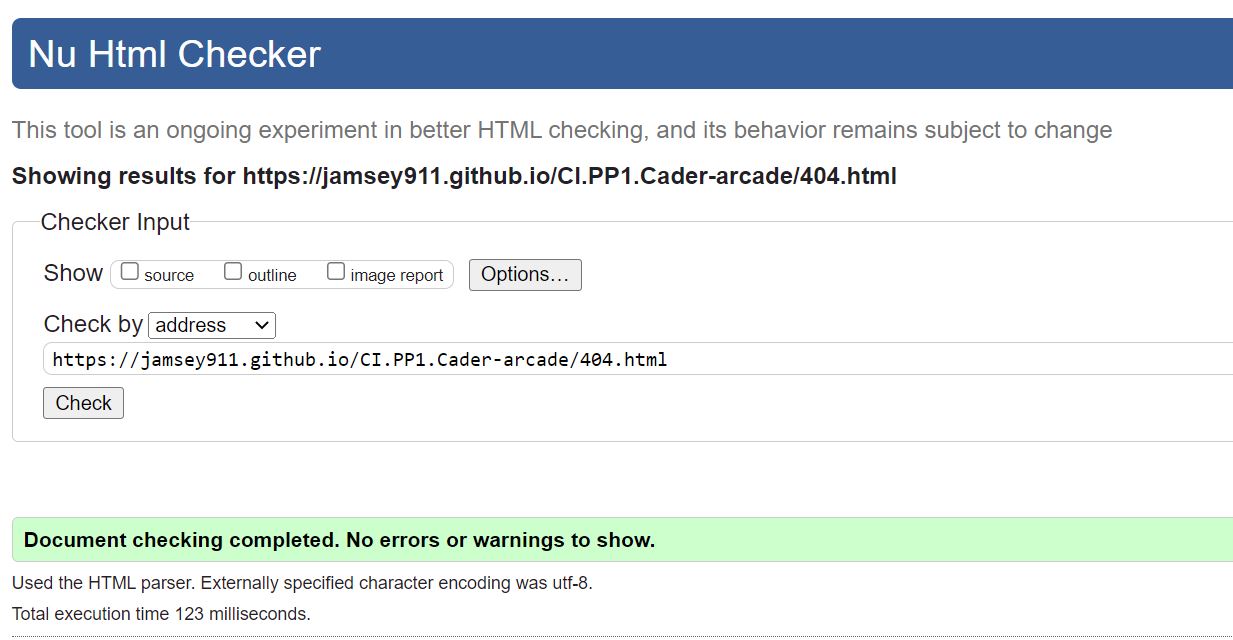 Nu Html Checker
This tool is an ongoing experiment in better HTML checking, and its behavior remains subject to change
Showing results for https://jamsey911.github.io/CI.PP1.Cader-arcade/404.html
Checker Input
Show source outline image report Options...
Check by address
https://jamsey911.github.io/CI.PP1.Cader-arcade/404.html
Check
Document checking completed. No errors or warnings to show.
Used the HTML parser. Externally specified character encoding was utf-8.
Total execution time 123 milliseconds.